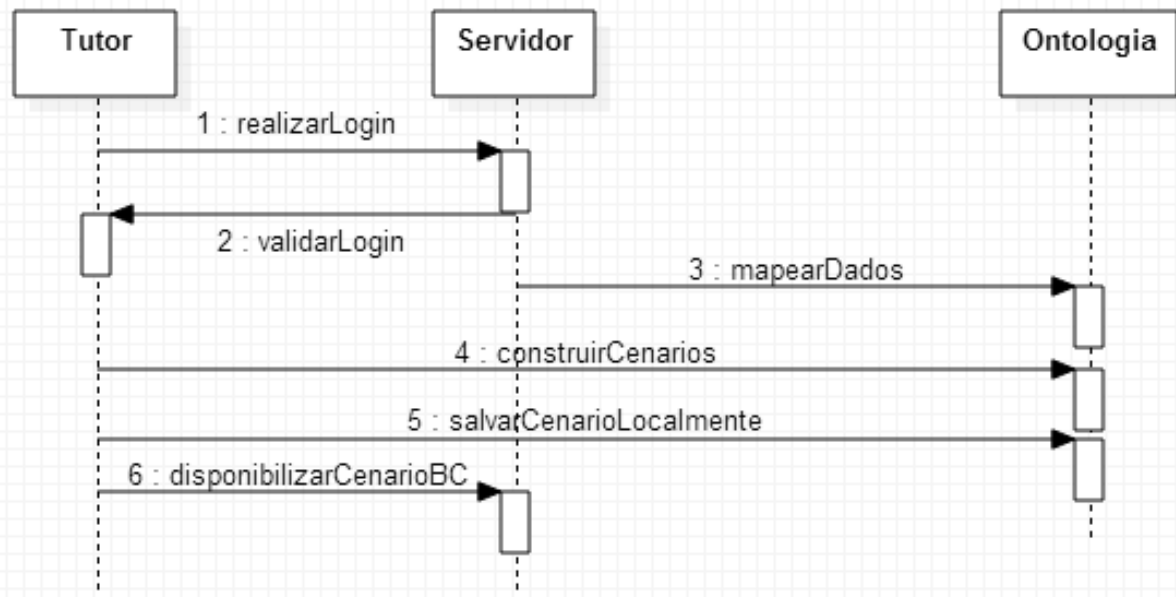 Tutor
Servidor
Ontologia
1 : realizarLogin
2 : validarLogin
3 : mapearDados
4 : construirCenarios
5 : salvarCenarioLocalmente
6 : disponibilizarCenarioBC